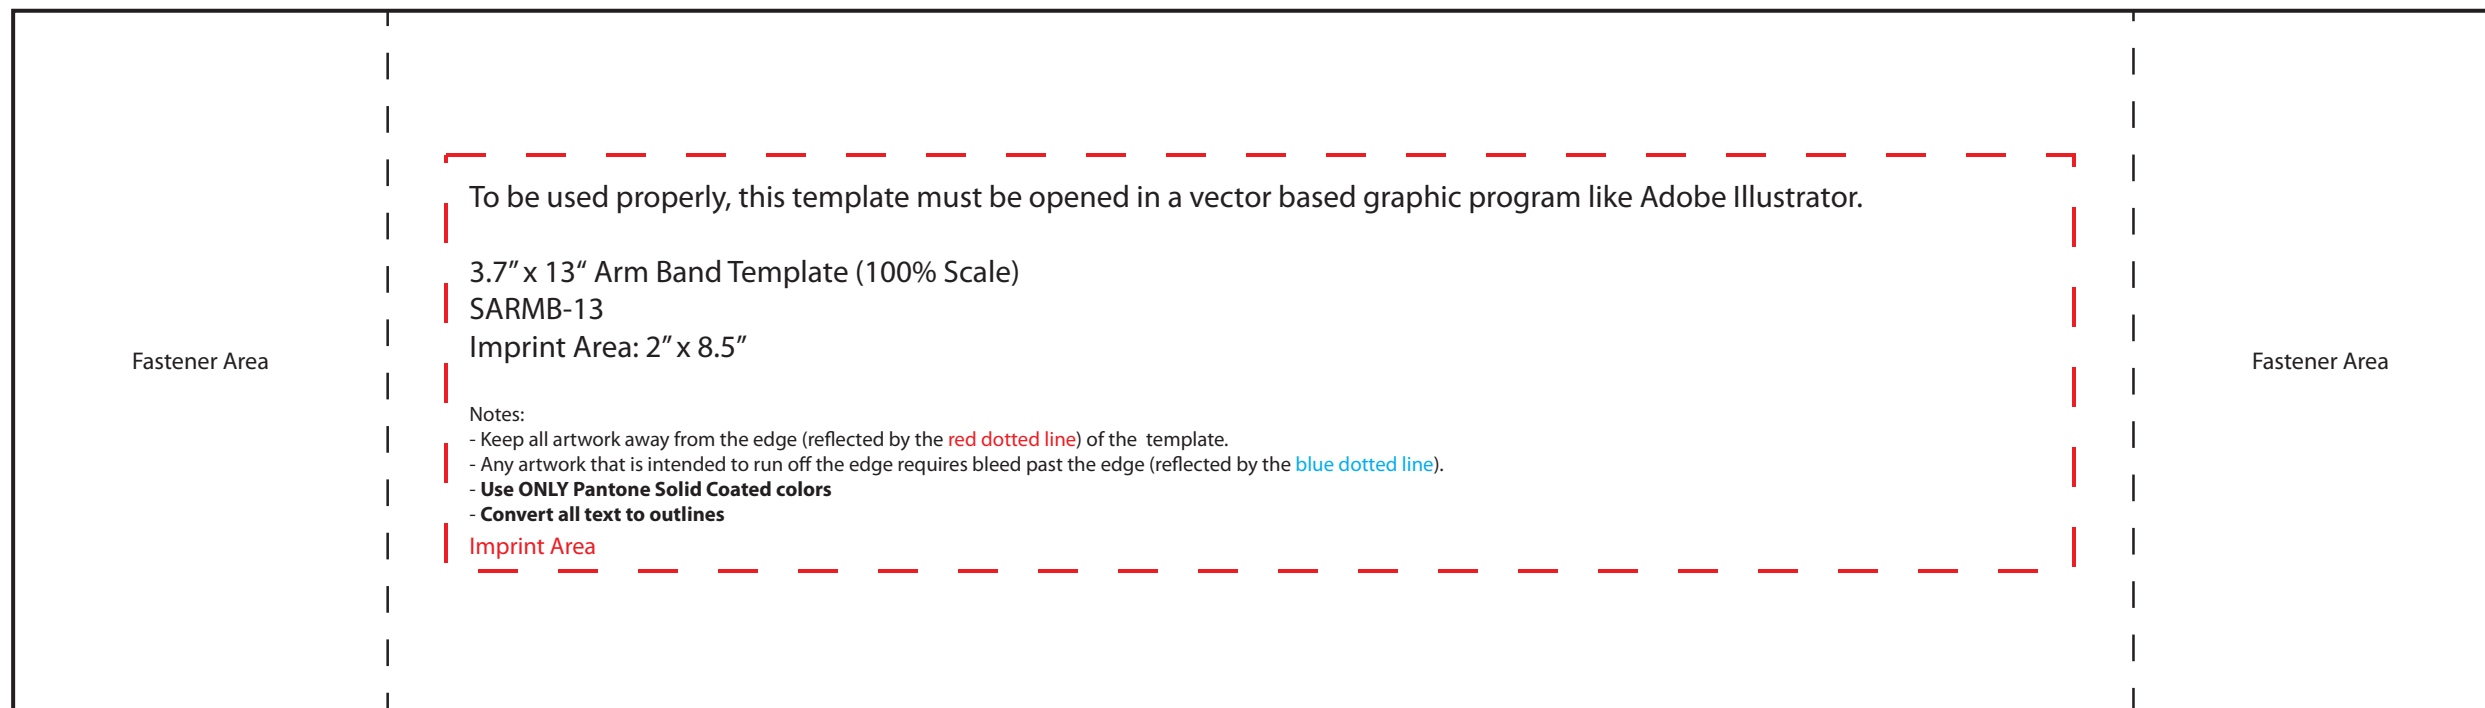 To be used properly, this template must be opened in a vector based graphic program like Adobe Illustrator.
3.7” x 13“ Arm Band Template (100% Scale)
SARMB-13
Imprint Area: 2” x 8.5”
Fastener Area
Fastener Area
Notes:
- Keep all artwork away from the edge (reflected by the red dotted line) of the  template.
- Any artwork that is intended to run off the edge requires bleed past the edge (reflected by the blue dotted line).
- Use ONLY Pantone Solid Coated colors
- Convert all text to outlines
Imprint Area